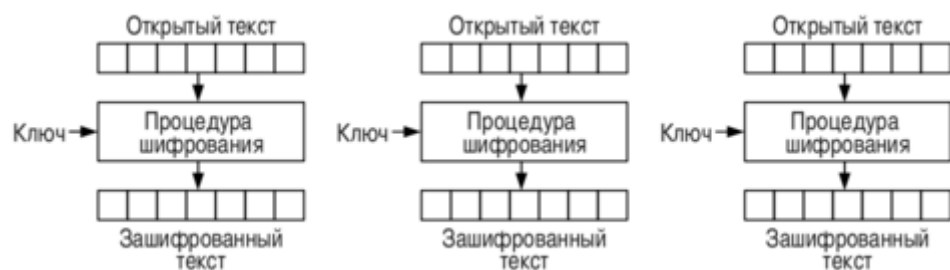 Открытый текст
Открытый текст
Открытый текст
Ключ
Процедура
шифрования
Ключ
Процедура
шифрования
Ключ
Процедура
шифрования
Зашифрованный
текст
Зашифрованный
текст
Зашифрованный
текст